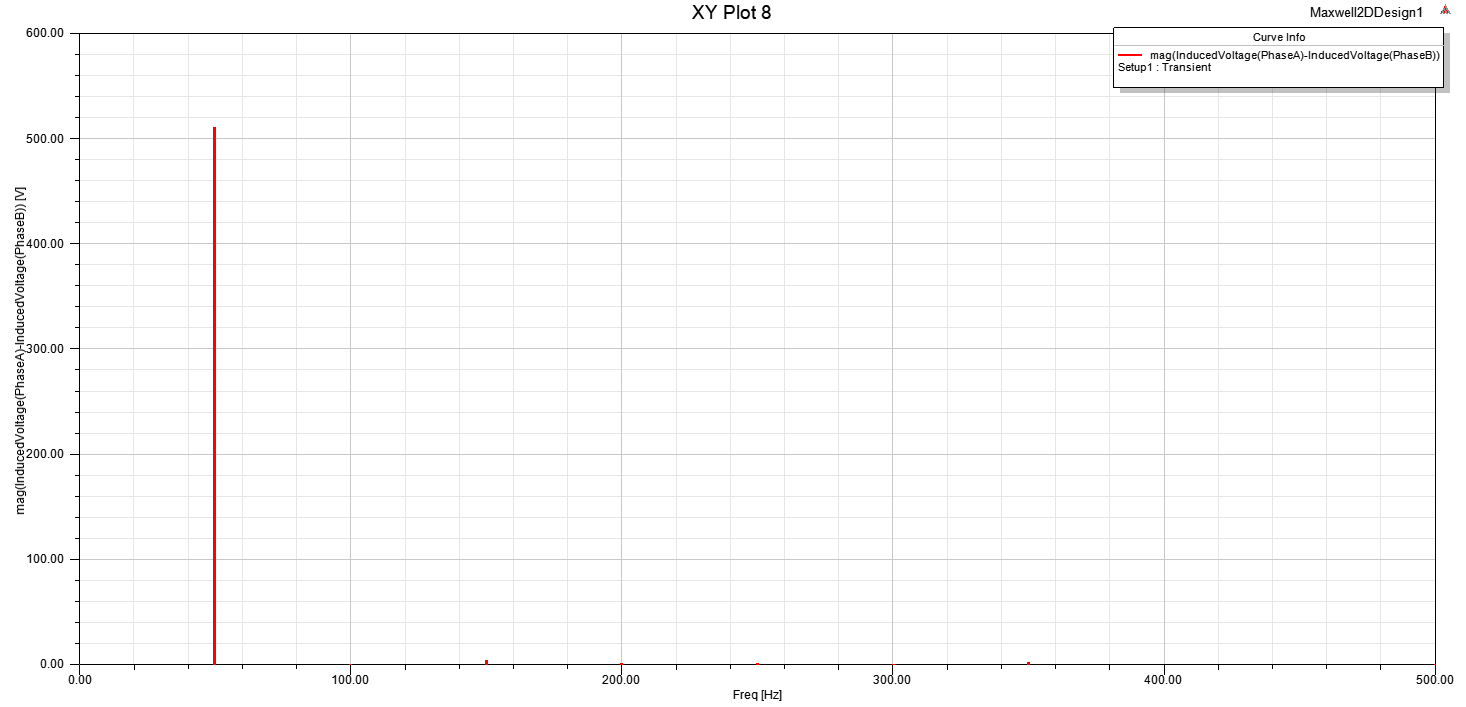 XY Plot 8
Maxwell2DDesign1
Curve Info
mag(InducedVoltage(PhaseA)-InducedVoltage(PhaseB))
Setup1 : Transient
mag(InducedVoltage(PhaseA)-InducedVoltage(PhaseB)) [V]
600.00
500.00
400.00
300.00
200.00
100.00
0.00
0.00 100.00 200.00 300.00 400.00 500.00
Freq [Hz]